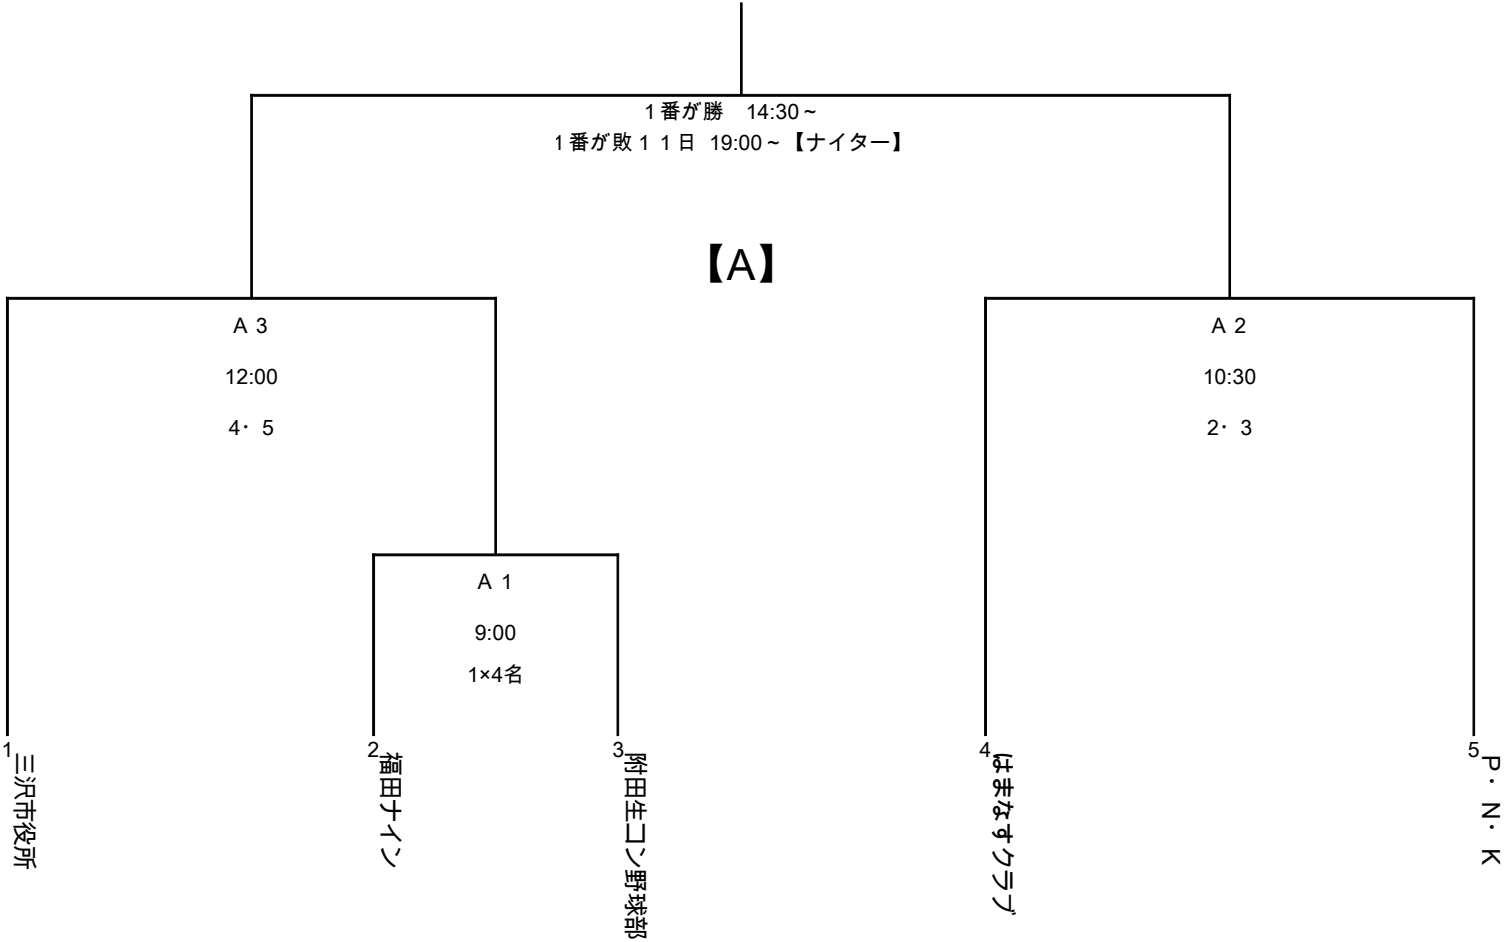 1番が勝　14:30~
1番が敗１１日 19:00~【ナイター】
【A】
A 3
12:00
4・ 5
A 2
10:30
2・ 3
A 1
9:00
1×4名
1
三沢市役所
2
福田ナイン
3
附田生コン野球部
4
はまなすクラブ
5
P・ N・ K